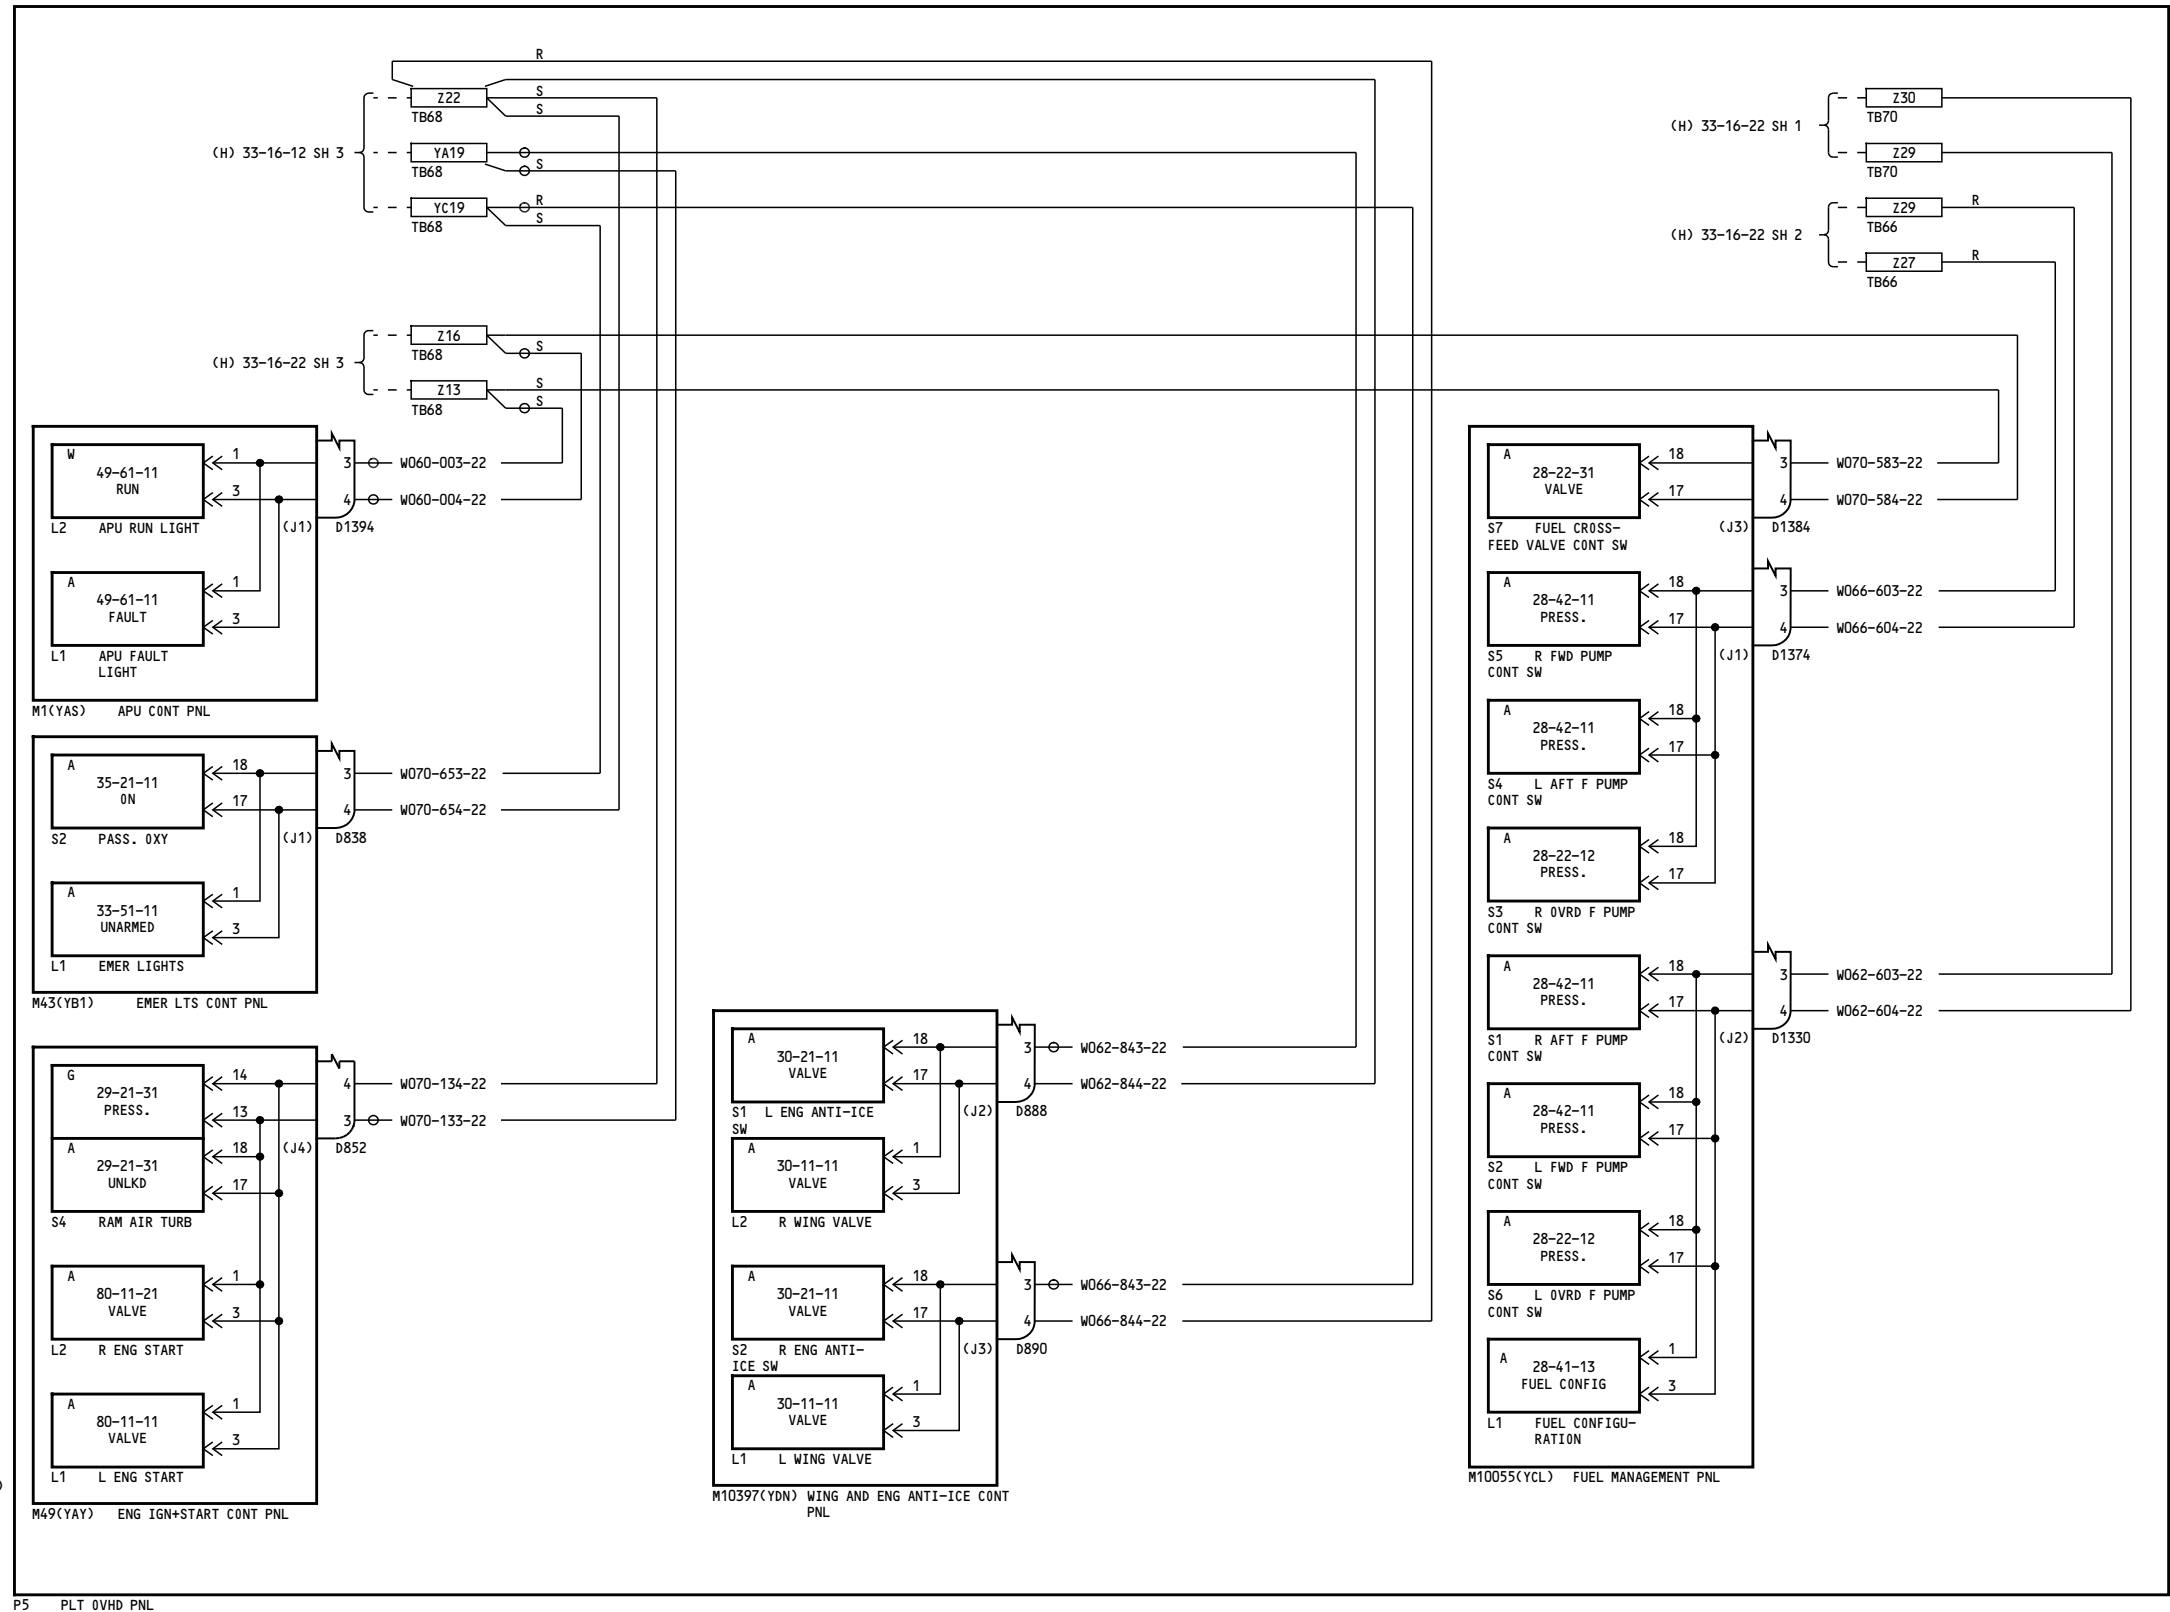 R
Z22
S
S
TB68
(H) 33-16-12 SH 3
YA19
S
TB68
YC19
R
S
TB68
(H) 33-16-22 SH 3
Z16
S
TB68
Z13
S
S
TB68
(H) 33-16-22 SH 1
Z30
TB70
Z29
TB70
(H) 33-16-22 SH 2
Z29
R
TB66
Z27
R
TB66
W
49-61-11
RUN
1
3
L2 APU RUN LIGHT
(J1)
3
4
D1394
W060-003-22
W060-004-22
A
49-61-11
FAULT
1
3
L1 APU FAULT
LIGHT
M1(YAS) APU CONT PNL
A
35-21-11
ON
18
17
S2 PASS. OXY
(J1)
3
4
D838
W070-653-22
W070-654-22
A
33-51-11
UNARMED
1
3
L1 EMER LIGHTS
M43(YB1) EMER LTS CONT PNL
G
29-21-31
PRESS.
14
13
A
29-21-31
UNLKD
18
17
S4 RAM AIR TURB
(J4)
4
3
D852
W070-134-22
W070-133-22
A
80-11-21
VALVE
1
3
L2 R ENG START
A
80-11-11
VALVE
1
3
L1 L ENG START
M49(YAY) ENG IGN+START CONT PNL
A
30-21-11
VALVE
18
17
S1 L ENG ANTI-ICE
SW
(J2)
3
4
D888
W062-843-22
W062-844-22
A
30-11-11
VALVE
1
3
L2 R WING VALVE
A
30-21-11
VALVE
18
17
S2 R ENG ANTI-
ICE SW
(J3)
3
4
D890
W066-843-22
W066-844-22
A
30-11-11
VALVE
1
3
L1 L WING VALVE
M10397(YDN) WING AND ENG ANTI-ICE CONT
PNL
A
28-22-31
VALVE
18
17
S7 FUEL CROSS-
FEED VALVE CONT SW
(J3)
3
4
D1384
W070-583-22
W070-584-22
A
28-42-11
PRESS.
18
17
S5 R FWD PUMP
CONT SW
(J1)
3
4
D1374
W066-603-22
W066-604-22
A
28-42-11
PRESS.
18
17
S4 L AFT F PUMP
CONT SW
A
28-22-12
PRESS.
18
17
S3 R OVRD F PUMP
CONT SW
A
28-42-11
PRESS.
18
17
S1 R AFT F PUMP
CONT SW
(J2)
3
4
D1330
W062-603-22
W062-604-22
A
28-42-11
PRESS.
18
17
S2 L FWD F PUMP
CONT SW
A
28-22-12
PRESS.
18
17
S6 L OVRD F PUMP
CONT SW
A
28-41-13
FUEL CONFIG
1
3
L1 FUEL CONFIGU-
RATION
M10055(YCL) FUEL MANAGEMENT PNL
P5 PLT OVHD PNL